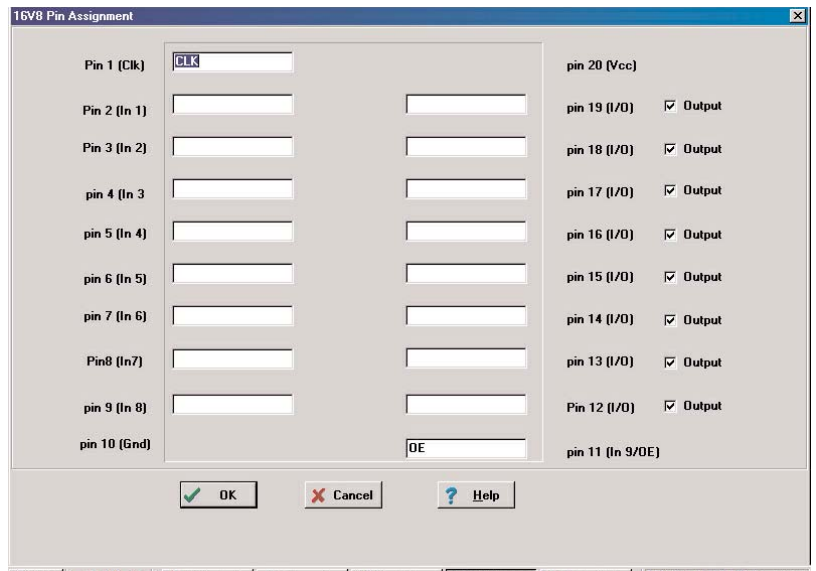 16V8 Pin Assignment
Pin 1 (Clk) CLK pin 20 (Vcc)
Pin 2 (In 1) pin 19 (I/O) Output
Pin 3 (In 2) pin 18 (I/O) Output
pin 4 (In 3 pin 17 (I/O) Output
pin 5 (In 4) pin 16 (I/O) Output
pin 6 (In 5) pin 15 (I/O) Output
pin 7 (In 6) pin 14 (I/O) Output
Pin8 (In7) pin 13 (I/O) Output
pin 9 (In 8) Pin 12 (I/O) Output
pin 10 (Gnd) OE pin 11 (In 9/OE)
OK Cancel Help